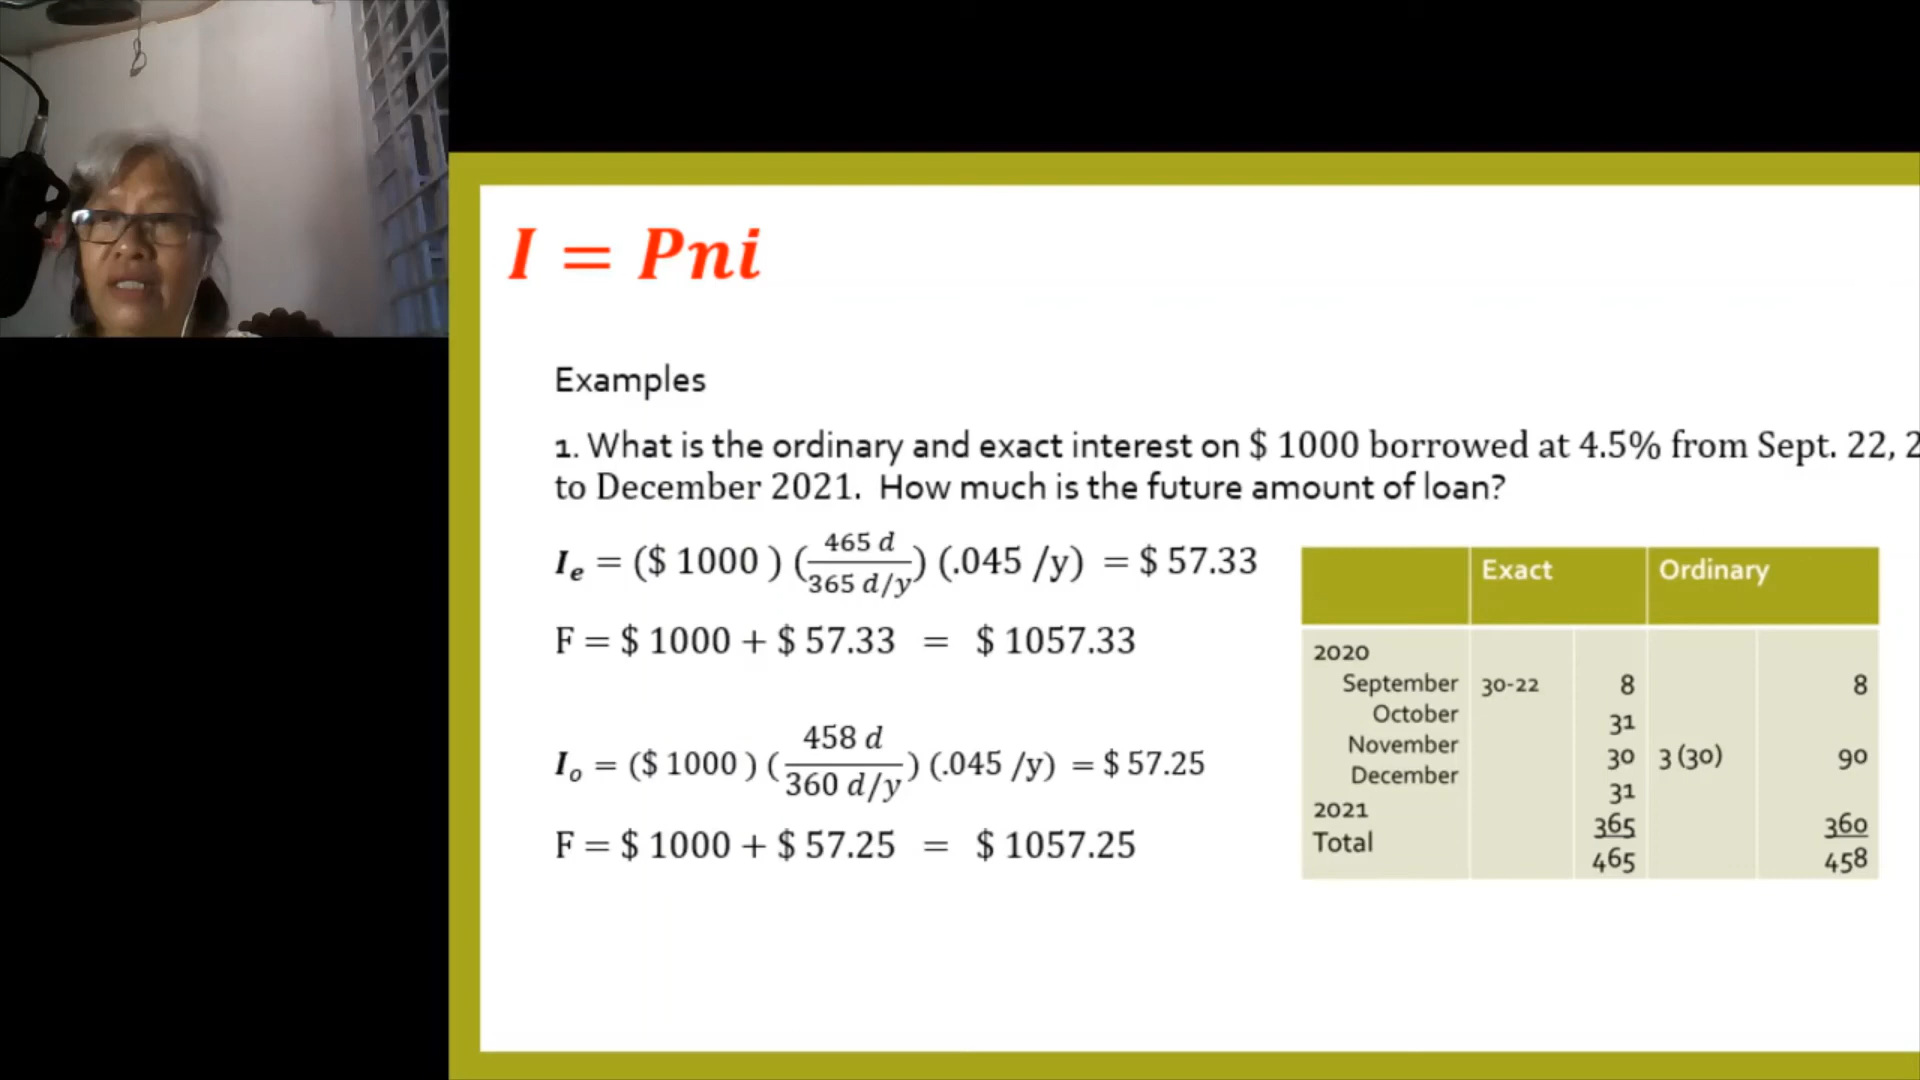 I = Pni
Examples
1. What is the ordinary and exact interest on $ 1000 borrowed at 4.5% from Sept. 22, 2
to December 2021. How much is the future amount of loan?
Iₑ = ($ 1000 ) (465 d / 365 d/y) (.045 /y) = $ 57.33
F = $ 1000 + $ 57.33 = $ 1057.33
Iₒ = ($ 1000 ) (458 d / 360 d/y) (.045 /y) = $ 57.25
F = $ 1000 + $ 57.25 = $ 1057.25
Exact Ordinary
2020
September 30-22 8 8
October 31
November 30 3 (30) 90
December 31
2021 365 360
Total 465 458